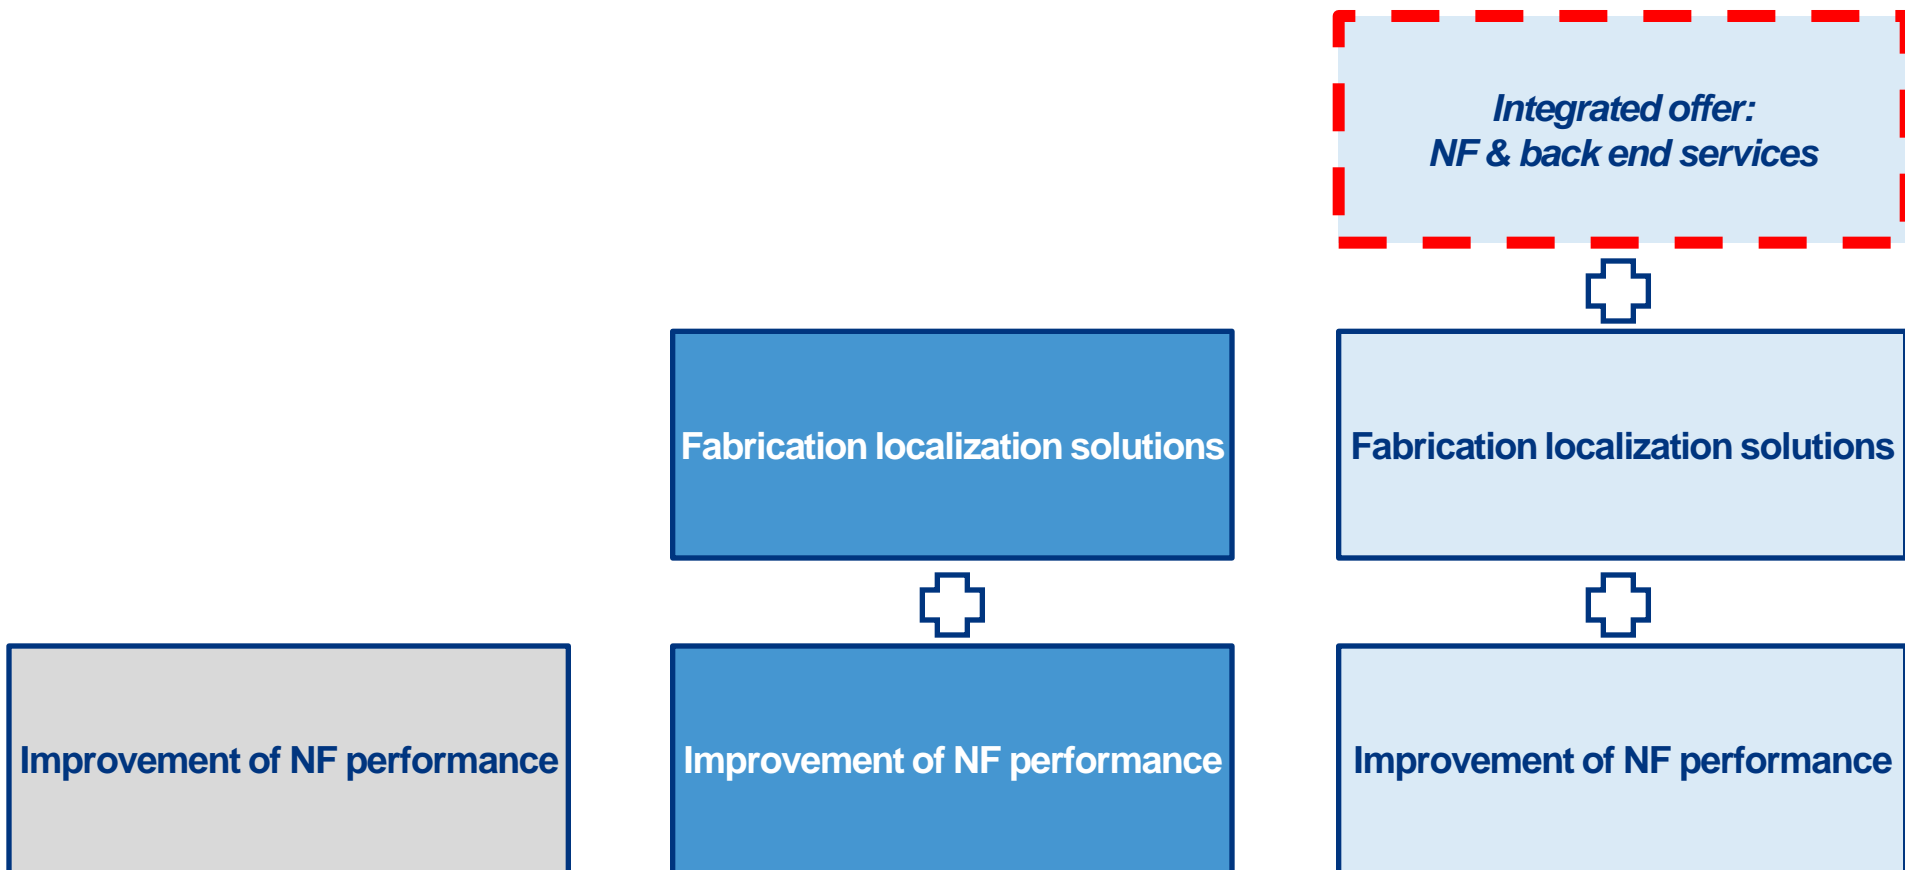 Integrated offer:
NF & back end services
Fabrication localization solutions
Fabrication localization solutions
Improvement of NF performance
Improvement of NF performance
Improvement of NF performance